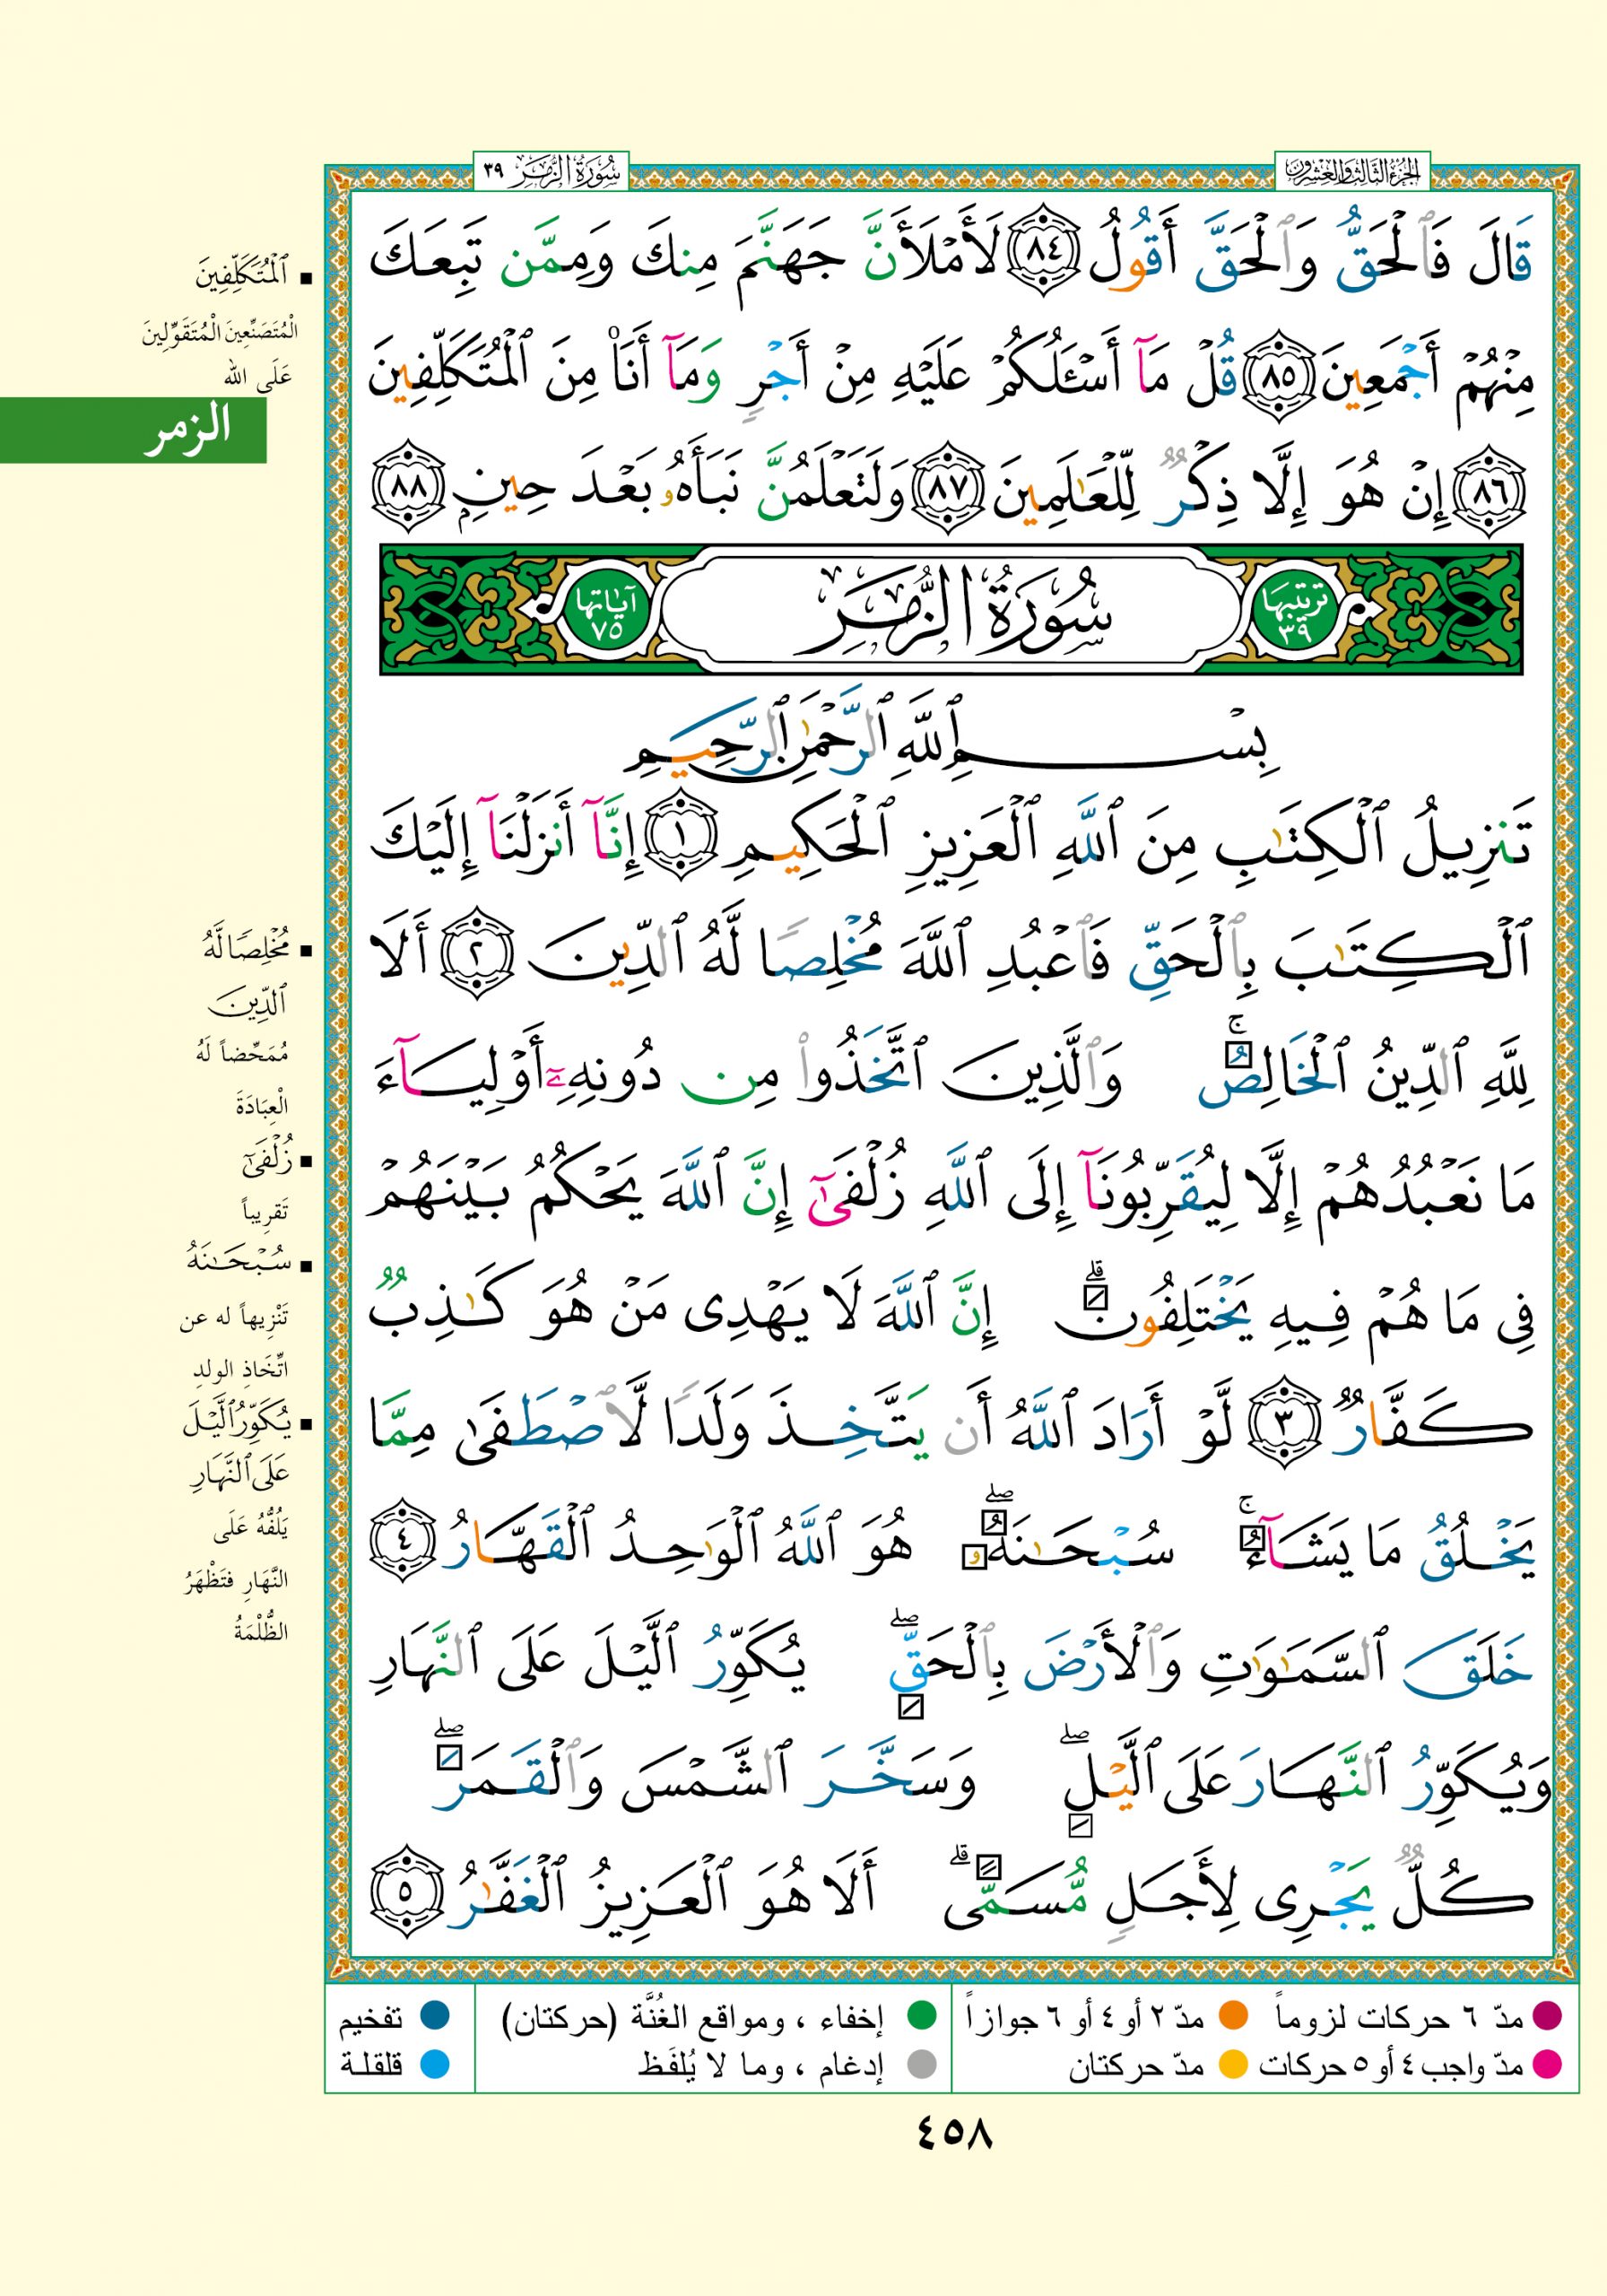 الجزء الثالث والعشرون
سُورَةُ الزُّمَرِ ٣٩
قَالَ فَٱلْحَقُّ وَٱلْحَقَّ أَقُولُ ٨٤ لَأَمْلَأَنَّ جَهَنَّمَ مِنكَ وَمِمَّن تَبِعَكَ
مِنْهُمْ أَجْمَعِينَ ٨٥ قُلْ مَآ أَسْـَٔلُكُمْ عَلَيْهِ مِنْ أَجْرٍ وَمَآ أَنَا۠ مِنَ ٱلْمُتَكَلِّفِينَ
٨٦ إِنْ هُوَ إِلَّا ذِكْرٌ لِّلْعَٰلَمِينَ ٨٧ وَلَتَعْلَمُنَّ نَبَأَهُۥ بَعْدَ حِينٍۭ ٨٨
ترتيبها ٣٩
سُورَةُ الزُّمَرِ
آياتها ٧٥
بِسْمِ ٱللَّهِ ٱلرَّحْمَٰنِ ٱلرَّحِيمِ
تَنزِيلُ ٱلْكِتَٰبِ مِنَ ٱللَّهِ ٱلْعَزِيزِ ٱلْحَكِيمِ ١ إِنَّآ أَنزَلْنَآ إِلَيْكَ
ٱلْكِتَٰبَ بِٱلْحَقِّ فَٱعْبُدِ ٱللَّهَ مُخْلِصًا لَّهُ ٱلدِّينَ ٢ أَلَا
لِلَّهِ ٱلدِّينُ ٱلْخَالِصُ ۚ وَٱلَّذِينَ ٱتَّخَذُوا۟ مِن دُونِهِۦٓ أَوْلِيَآءَ
مَا نَعْبُدُهُمْ إِلَّا لِيُقَرِّبُونَآ إِلَى ٱللَّهِ زُلْفَىٰٓ إِنَّ ٱللَّهَ يَحْكُمُ بَيْنَهُمْ
فِى مَا هُمْ فِيهِ يَخْتَلِفُونَ ۗ إِنَّ ٱللَّهَ لَا يَهْدِى مَنْ هُوَ كَٰذِبٌ
كَفَّارٌ ٣ لَّوْ أَرَادَ ٱللَّهُ أَن يَتَّخِذَ وَلَدًا لَّٱصْطَفَىٰ مِمَّا
يَخْلُقُ مَا يَشَآءُ ۚ سُبْحَٰنَهُۥ ۖ هُوَ ٱللَّهُ ٱلْوَٰحِدُ ٱلْقَهَّارُ ٤
خَلَقَ ٱلسَّمَٰوَٰتِ وَٱلْأَرْضَ بِٱلْحَقِّ ۖ يُكَوِّرُ ٱلَّيْلَ عَلَى ٱلنَّهَارِ
وَيُكَوِّرُ ٱلنَّهَارَ عَلَى ٱلَّيْلِ ۖ وَسَخَّرَ ٱلشَّمْسَ وَٱلْقَمَرَ ۖ
كُلٌّ يَجْرِى لِأَجَلٍ مُّسَمًّى ۗ أَلَا هُوَ ٱلْعَزِيزُ ٱلْغَفَّٰرُ ٥
■ ٱلْمُتَكَلِّفِينَ
الْمُتَصَنِّعِينَ الْمُتَقَوِّلِينَ
عَلَى الله
الزمر
■ مُخْلِصًا لَّهُ
ٱلدِّينَ
مُمَحِّضاً لَهُ
الْعِبَادَةَ
■ زُلْفَىٰٓ
تَقرِيباً
■ سُبْحَٰنَهُ
تَنْزِيهاً له عن
اتِّخَاذِ الولدِ
■ يُكَوِّرُ ٱلَّيْلَ
عَلَى ٱلنَّهَارِ
يَلُفُّهُ عَلَى
النَّهَارِ فتَظْهَرُ
الظُّلْمَةُ
مدّ ٦ حركات لزوماً
مدّ ٢ أو ٤ أو ٦ جوازاً
إخفاء ، ومواقع الغُنَّة (حركتان)
تفخيم
مدّ واجب ٤ أو ٥ حركات
مدّ حركتان
إدغام ، وما لا يُلفَظ
قلقلة
٤٥٨